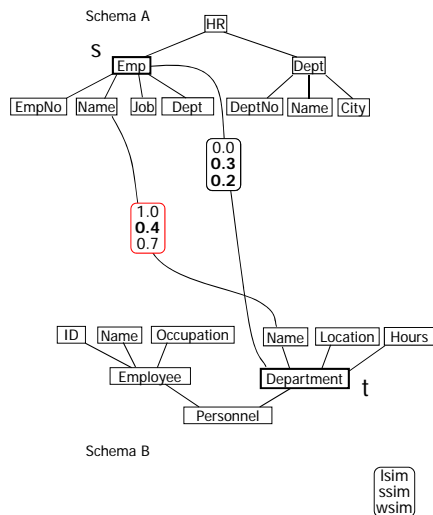 Schema A
HR
S
Emp
Dept
EmpNo
Name
Job
Dept
DeptNo
Name
City
0.0
0.3
0.2
1.0
0.4
0.7
ID
Name
Occupation
Name
Location
Hours
Employee
Department
t
Personnel
Schema B
lsim
ssim
wsim